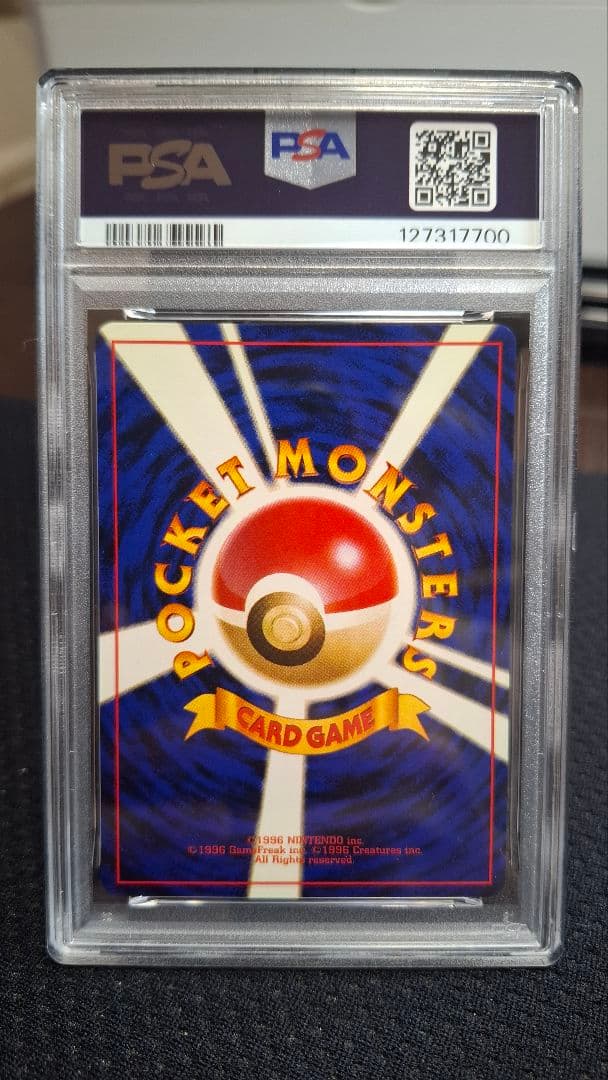 PSA
PSA
127317700
POCKET MONSTERS
CARD GAME
©1996 NINTENDO inc.
©1996 GameFreak inc. ©1996 Creatures inc.
All Rights reserved.